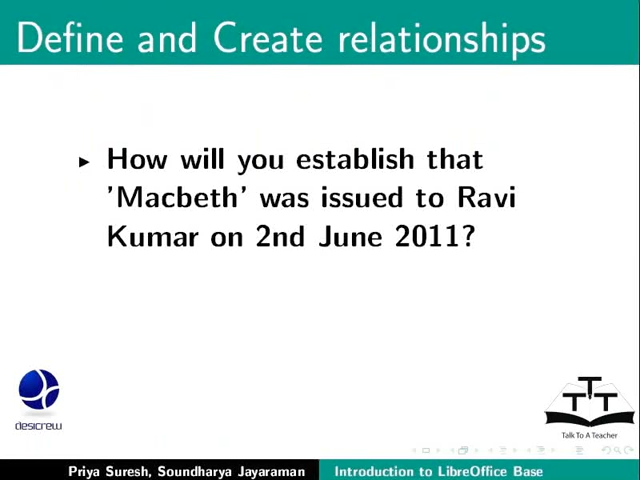 Define and Create relationships
How will you establish that
'Macbeth' was issued to Ravi
Kumar on 2nd June 2011?
desicrew
TTT
Talk To A Teacher
Priya Suresh, Soundharya Jayaraman
Introduction to LibreOffice Base